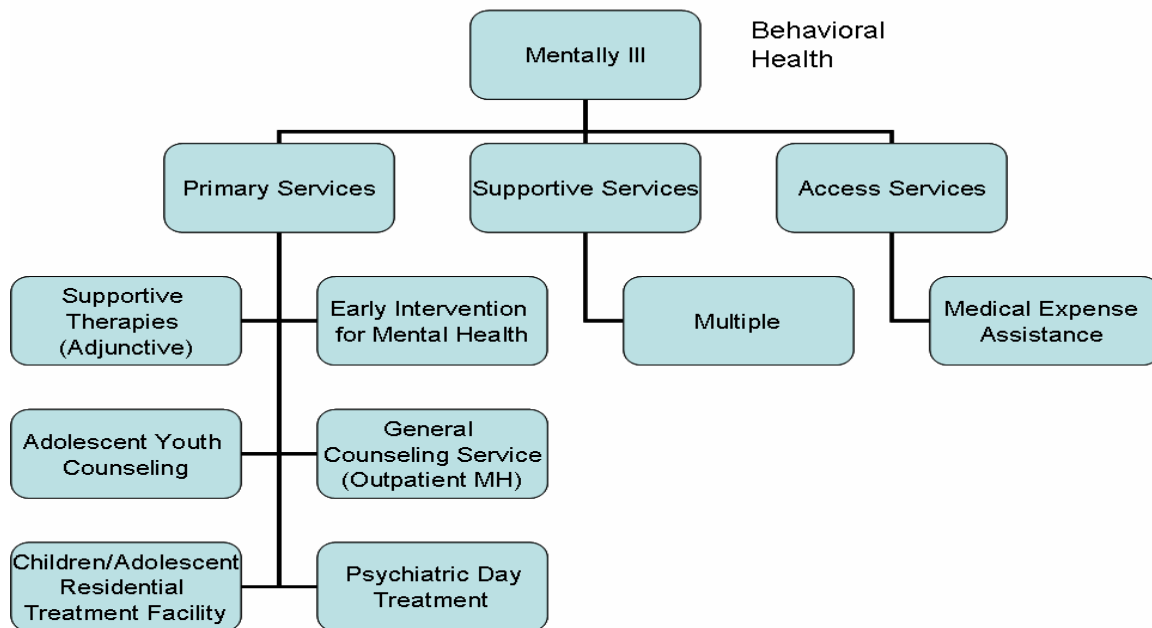 Mentally Ill
Behavioral
Health
Primary Services
Supportive Services
Access Services
Supportive
Therapies
(Adjunctive)
Early Intervention
for Mental Health
Multiple
Medical Expense
Assistance
Adolescent Youth
Counseling
General
Counseling Service
(Outpatient MH)
Children/Adolescent
Residential
Treatment Facility
Psychiatric Day
Treatment